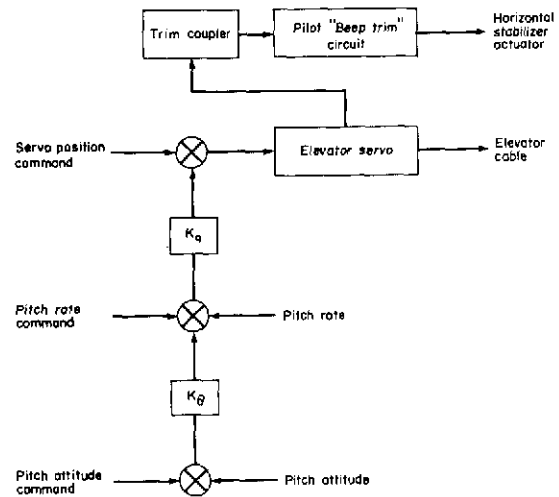 Trim coupler
Pilot "Beep trim"
circuit
Horizontal
stabilizer
actuator
Servo position
command
Elevator servo
Elevator
cable
Kq
Pitch rate
command
Pitch rate
Kθ
Pitch attitude
command
Pitch attitude